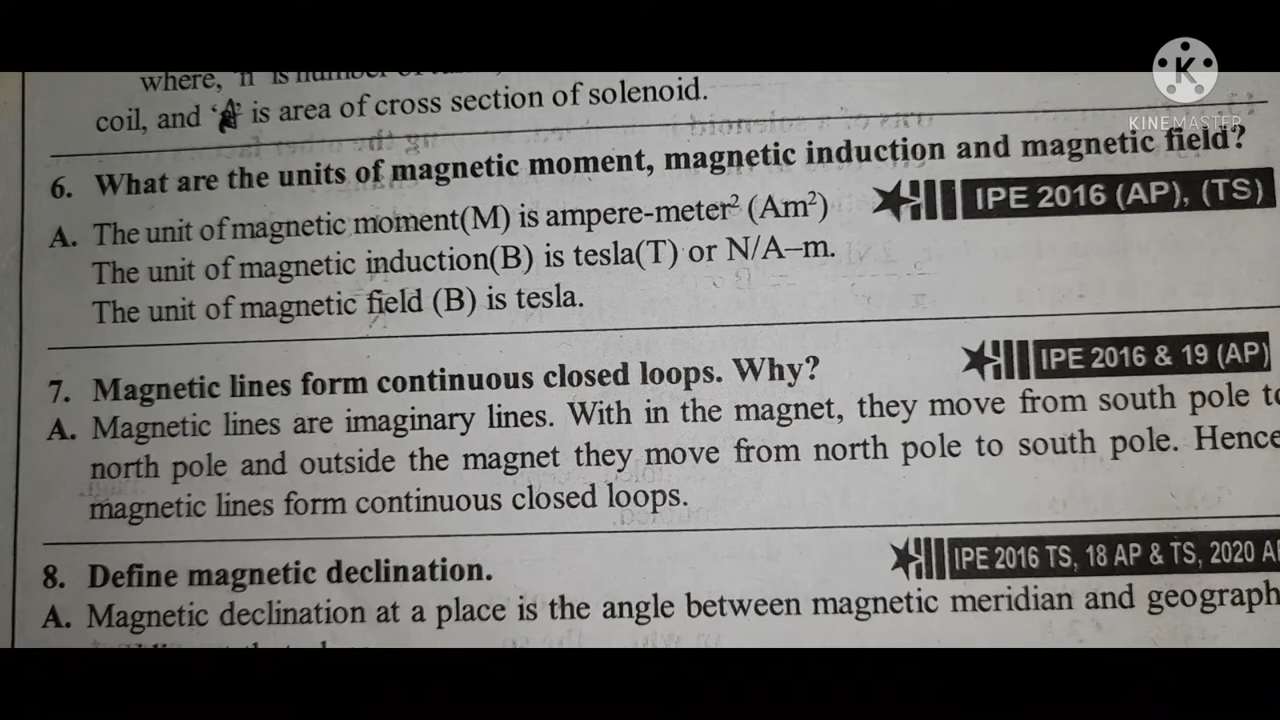 where, 'n' is number of
coil, and 'A' is area of cross section of solenoid.
K
KINEMASTER
6. What are the units of magnetic moment, magnetic induction and magnetic field?
IPE 2016 (AP), (TS)
A. The unit of magnetic moment(M) is ampere-meter² (Am²)
The unit of magnetic induction(B) is tesla(T) or N/A–m.
The unit of magnetic field (B) is tesla.
7. Magnetic lines form continuous closed loops. Why?
IPE 2016 & 19 (AP)
A. Magnetic lines are imaginary lines. With in the magnet, they move from south pole to
north pole and outside the magnet they move from north pole to south pole. Hence
magnetic lines form continuous closed loops.
8. Define magnetic declination.
IPE 2016 TS, 18 AP & TS, 2020 A
A. Magnetic declination at a place is the angle between magnetic meridian and geograph